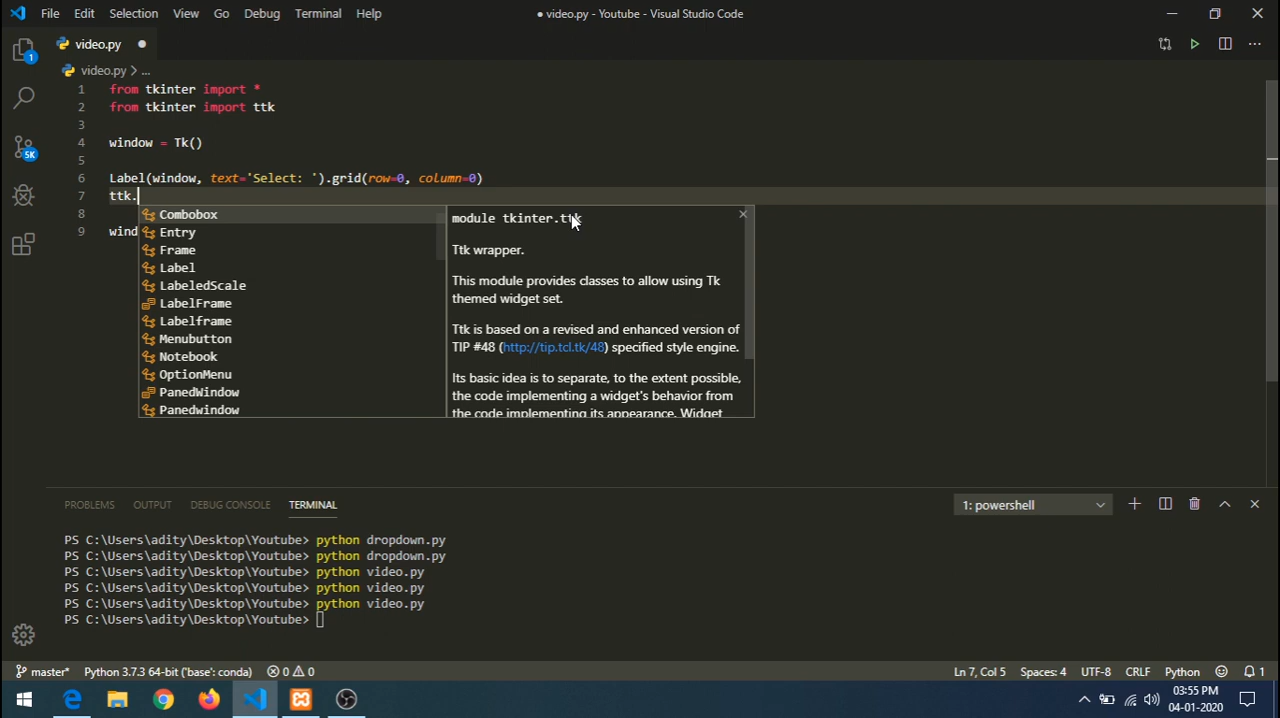 File Edit Selection View Go Debug Terminal Help
● video.py - Youtube - Visual Studio Code
video.py ●
video.py > ...
1 from tkinter import *
2 from tkinter import ttk
3
4 window = Tk()
5
6 Label(window, text='Select: ').grid(row=0, column=0)
7 ttk.
8
9 wind
Combobox
Entry
Frame
Label
LabeledScale
LabelFrame
Labelframe
Menubutton
Notebook
OptionMenu
PanedWindow
Panedwindow
module tkinter.ttk
Ttk wrapper.
This module provides classes to allow using Tk
themed widget set.
Ttk is based on a revised and enhanced version of
TIP #48 (http://tip.tcl.tk/48) specified style engine.
Its basic idea is to separate, to the extent possible,
the code implementing a widget's behavior from
the code implementing its appearance. Widget
1
5K
PROBLEMS OUTPUT DEBUG CONSOLE TERMINAL
1: powershell
PS C:\Users\adity\Desktop\Youtube> python dropdown.py
PS C:\Users\adity\Desktop\Youtube> python dropdown.py
PS C:\Users\adity\Desktop\Youtube> python video.py
PS C:\Users\adity\Desktop\Youtube> python video.py
PS C:\Users\adity\Desktop\Youtube> python video.py
PS C:\Users\adity\Desktop\Youtube>
master* Python 3.7.3 64-bit ('base': conda) 0 0
Ln 7, Col 5 Spaces: 4 UTF-8 CRLF Python 1
03:55 PM
04-01-2020